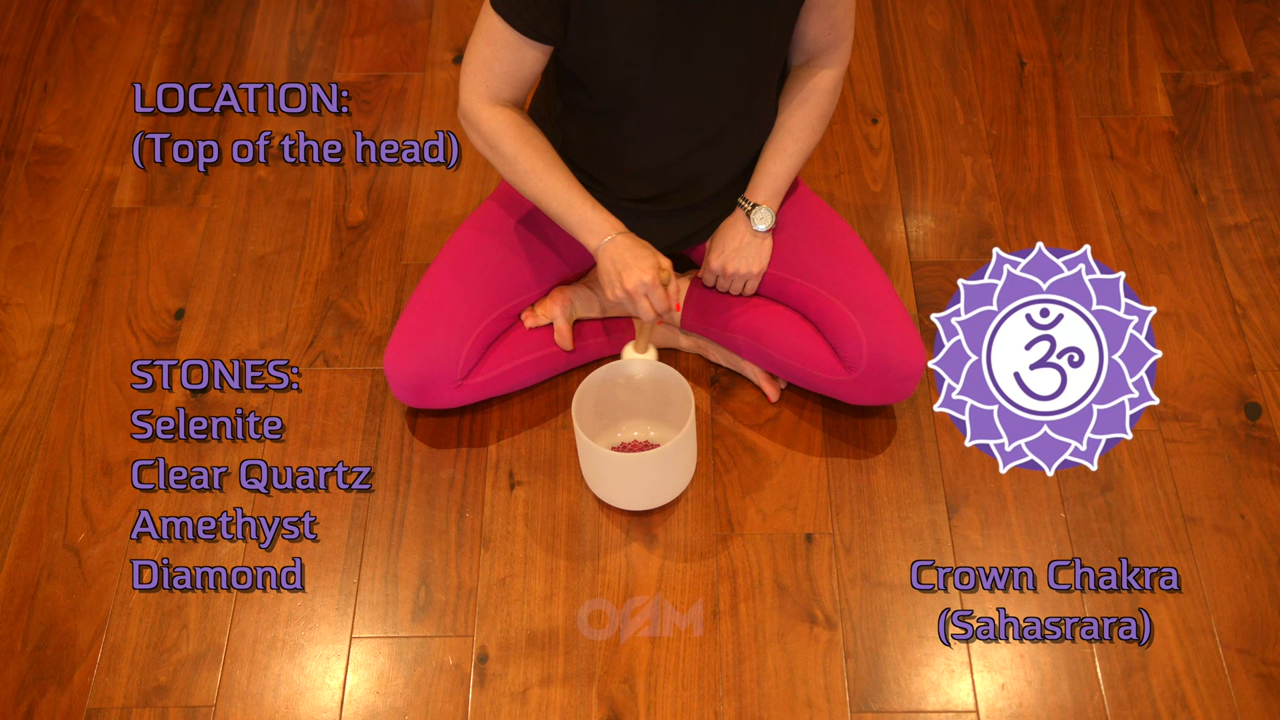 LOCATION:
(Top of the head)
STONES:
Selenite
Clear Quartz
Amethyst
Diamond
ॐ
Crown Chakra
(Sahasrara)